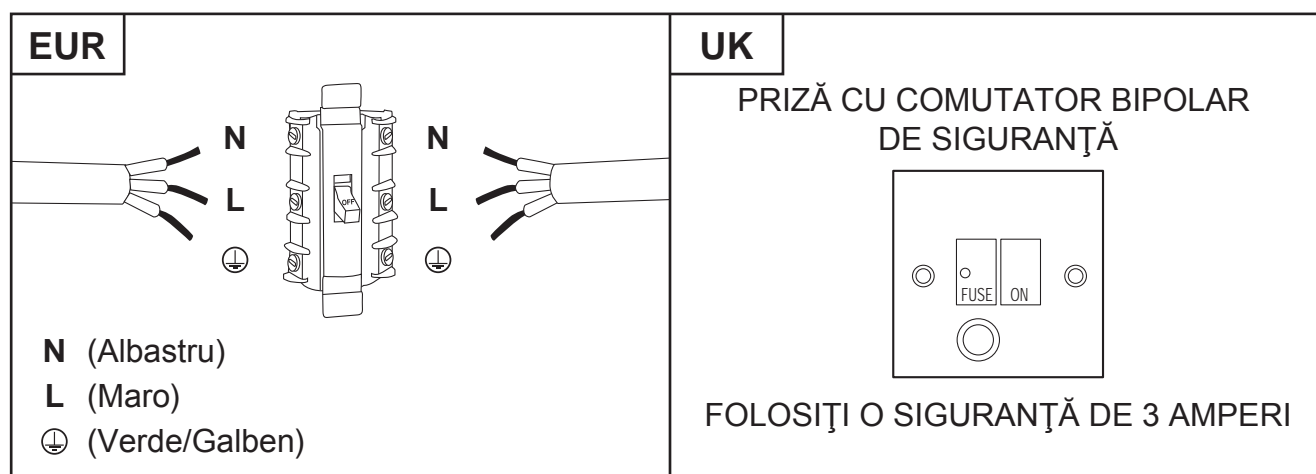 EUR
N
L
OFF
N
L
N (Albastru)
L (Maro)
(Verde/Galben)
UK
PRIZĂ CU COMUTATOR BIPOLAR
DE SIGURANŢĂ
FUSE ON
FOLOSIŢI O SIGURANŢĂ DE 3 AMPERI